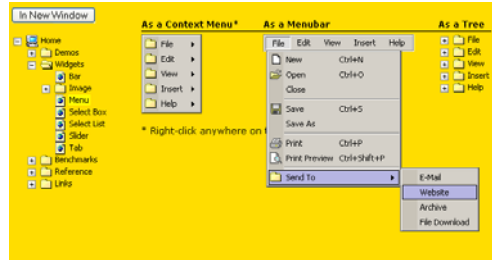 In New Window
Home
Demos
Widgets
Bar
Image
Menu
Select Box
Select List
Slider
Tab
Benchmarks
Reference
Links
As a Context Menu*
File
Edit
View
Insert
Help
* Right-click anywhere on t
As a Menubar
File Edit View Insert Help
New Ctrl+N
Open Ctrl+O
Close
Save Ctrl+S
Save As
Print Ctrl+P
Print Preview Ctrl+Shift+P
Send To
E-Mail
Website
Archive
File Download
As a Tree
File
Edit
View
Insert
Help